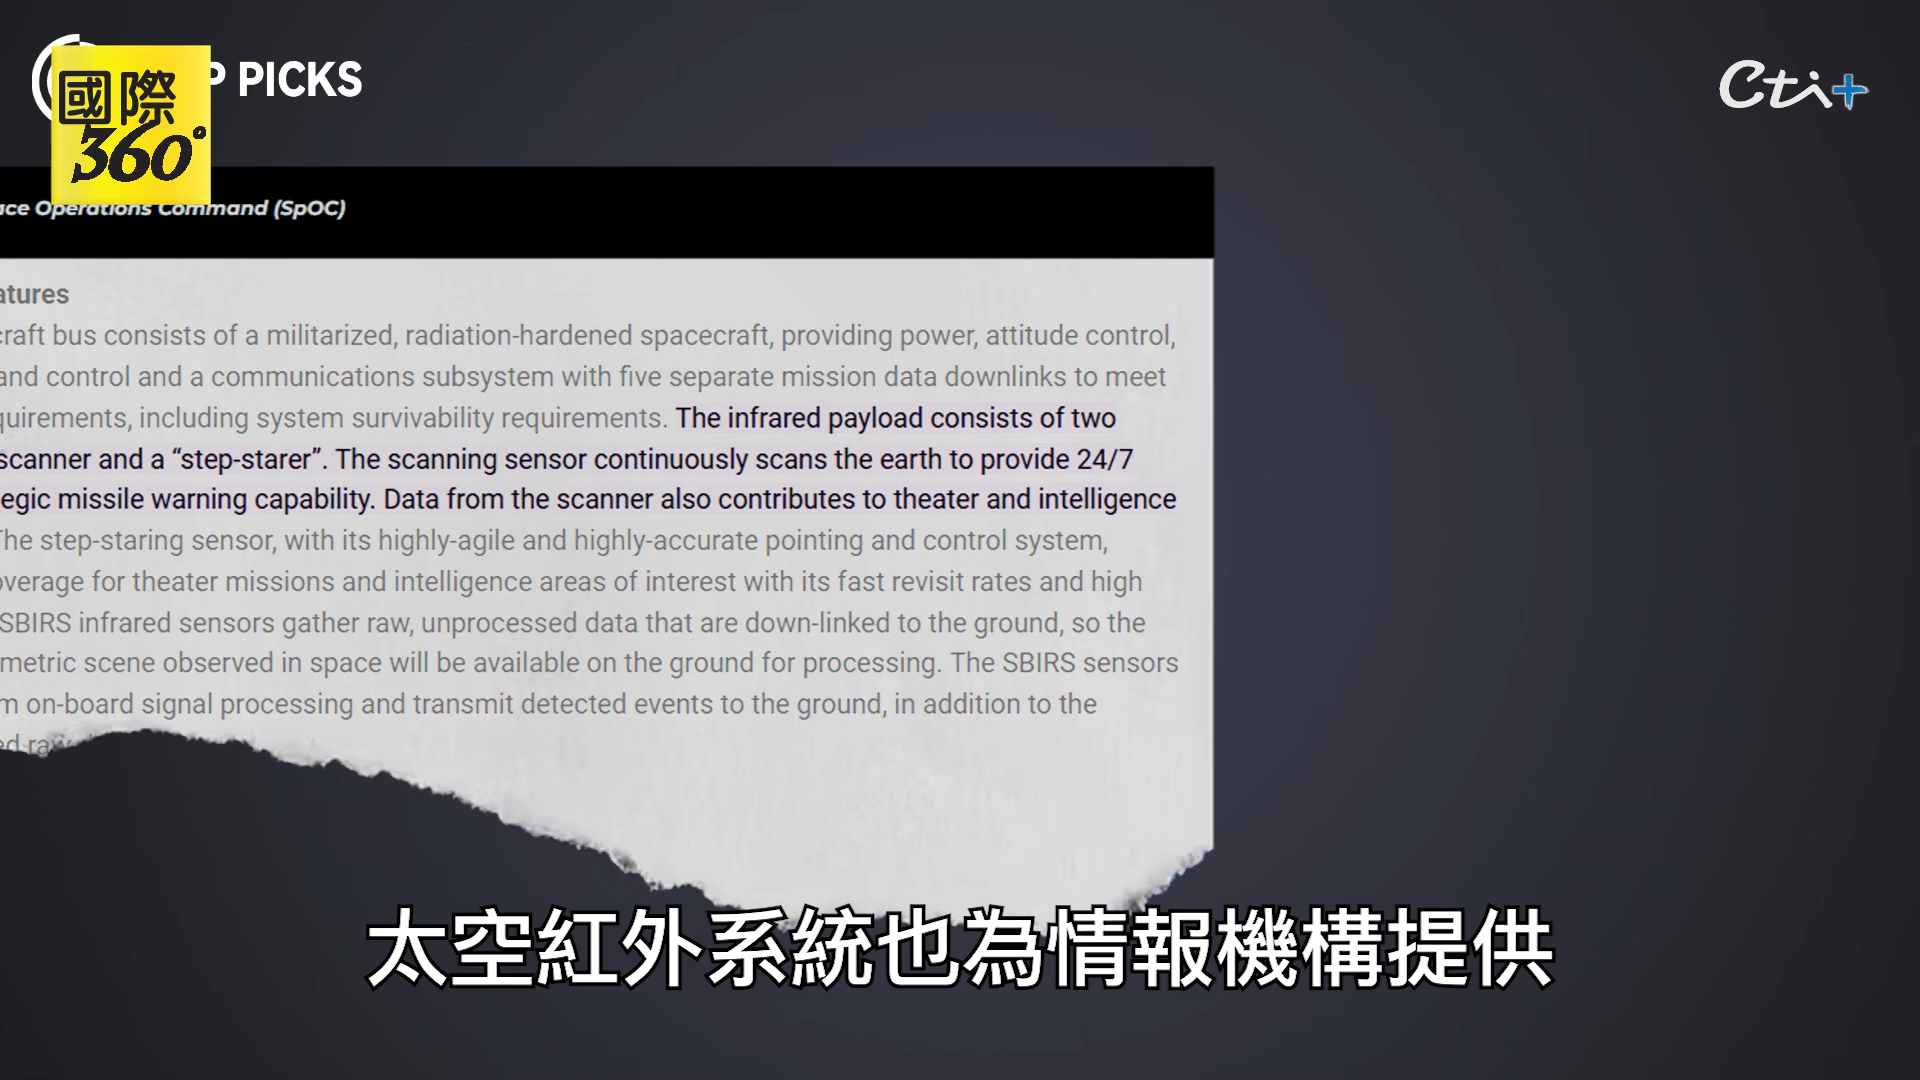 國際
360°
P PICKS
Cti+
Operations Command (SpOC)
bus consists of a militarized, radiation-hardened spacecraft, providing power, attitude control,
and control and a communications subsystem with five separate mission data downlinks to meet
including system survivability requirements. The infrared payload consists of two
scanner and a “step-starer”. The scanning sensor continuously scans the earth to provide 24/7
missile warning capability. Data from the scanner also contributes to theater and intelligence
The step-staring sensor, with its highly-agile and highly-accurate pointing and control system,
for theater missions and intelligence areas of interest with its fast revisit rates and high
SBIRS infrared sensors gather raw, unprocessed data that are down-linked to the ground, so the
scene observed in space will be available on the ground for processing. The SBIRS sensors
on-board signal processing and transmit detected events to the ground, in addition to the
太空紅外系統也為情報機構提供